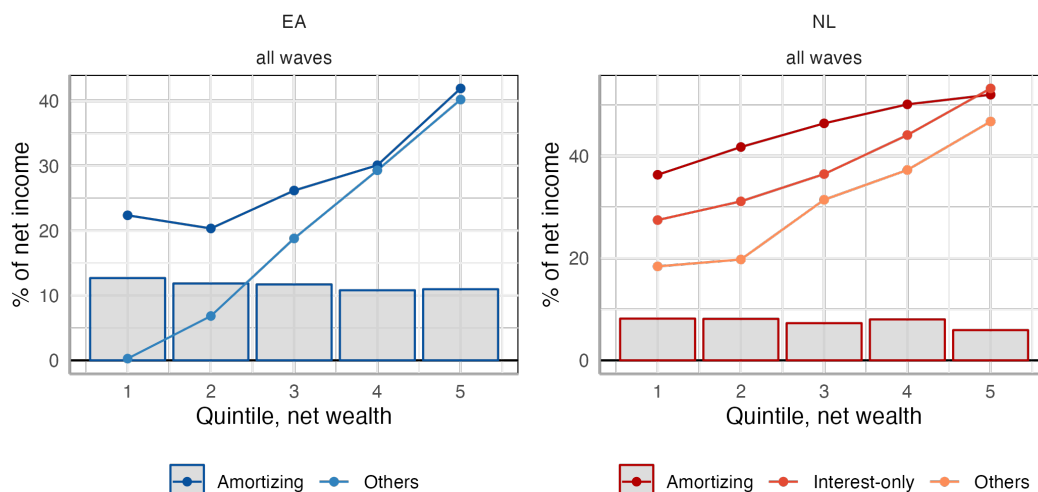 EA
all waves
% of net income
40
30
20
10
0
1 2 3 4 5
Quintile, net wealth
Amortizing Others
NL
all waves
% of net income
40
20
0
1 2 3 4 5
Quintile, net wealth
Amortizing Interest-only Others